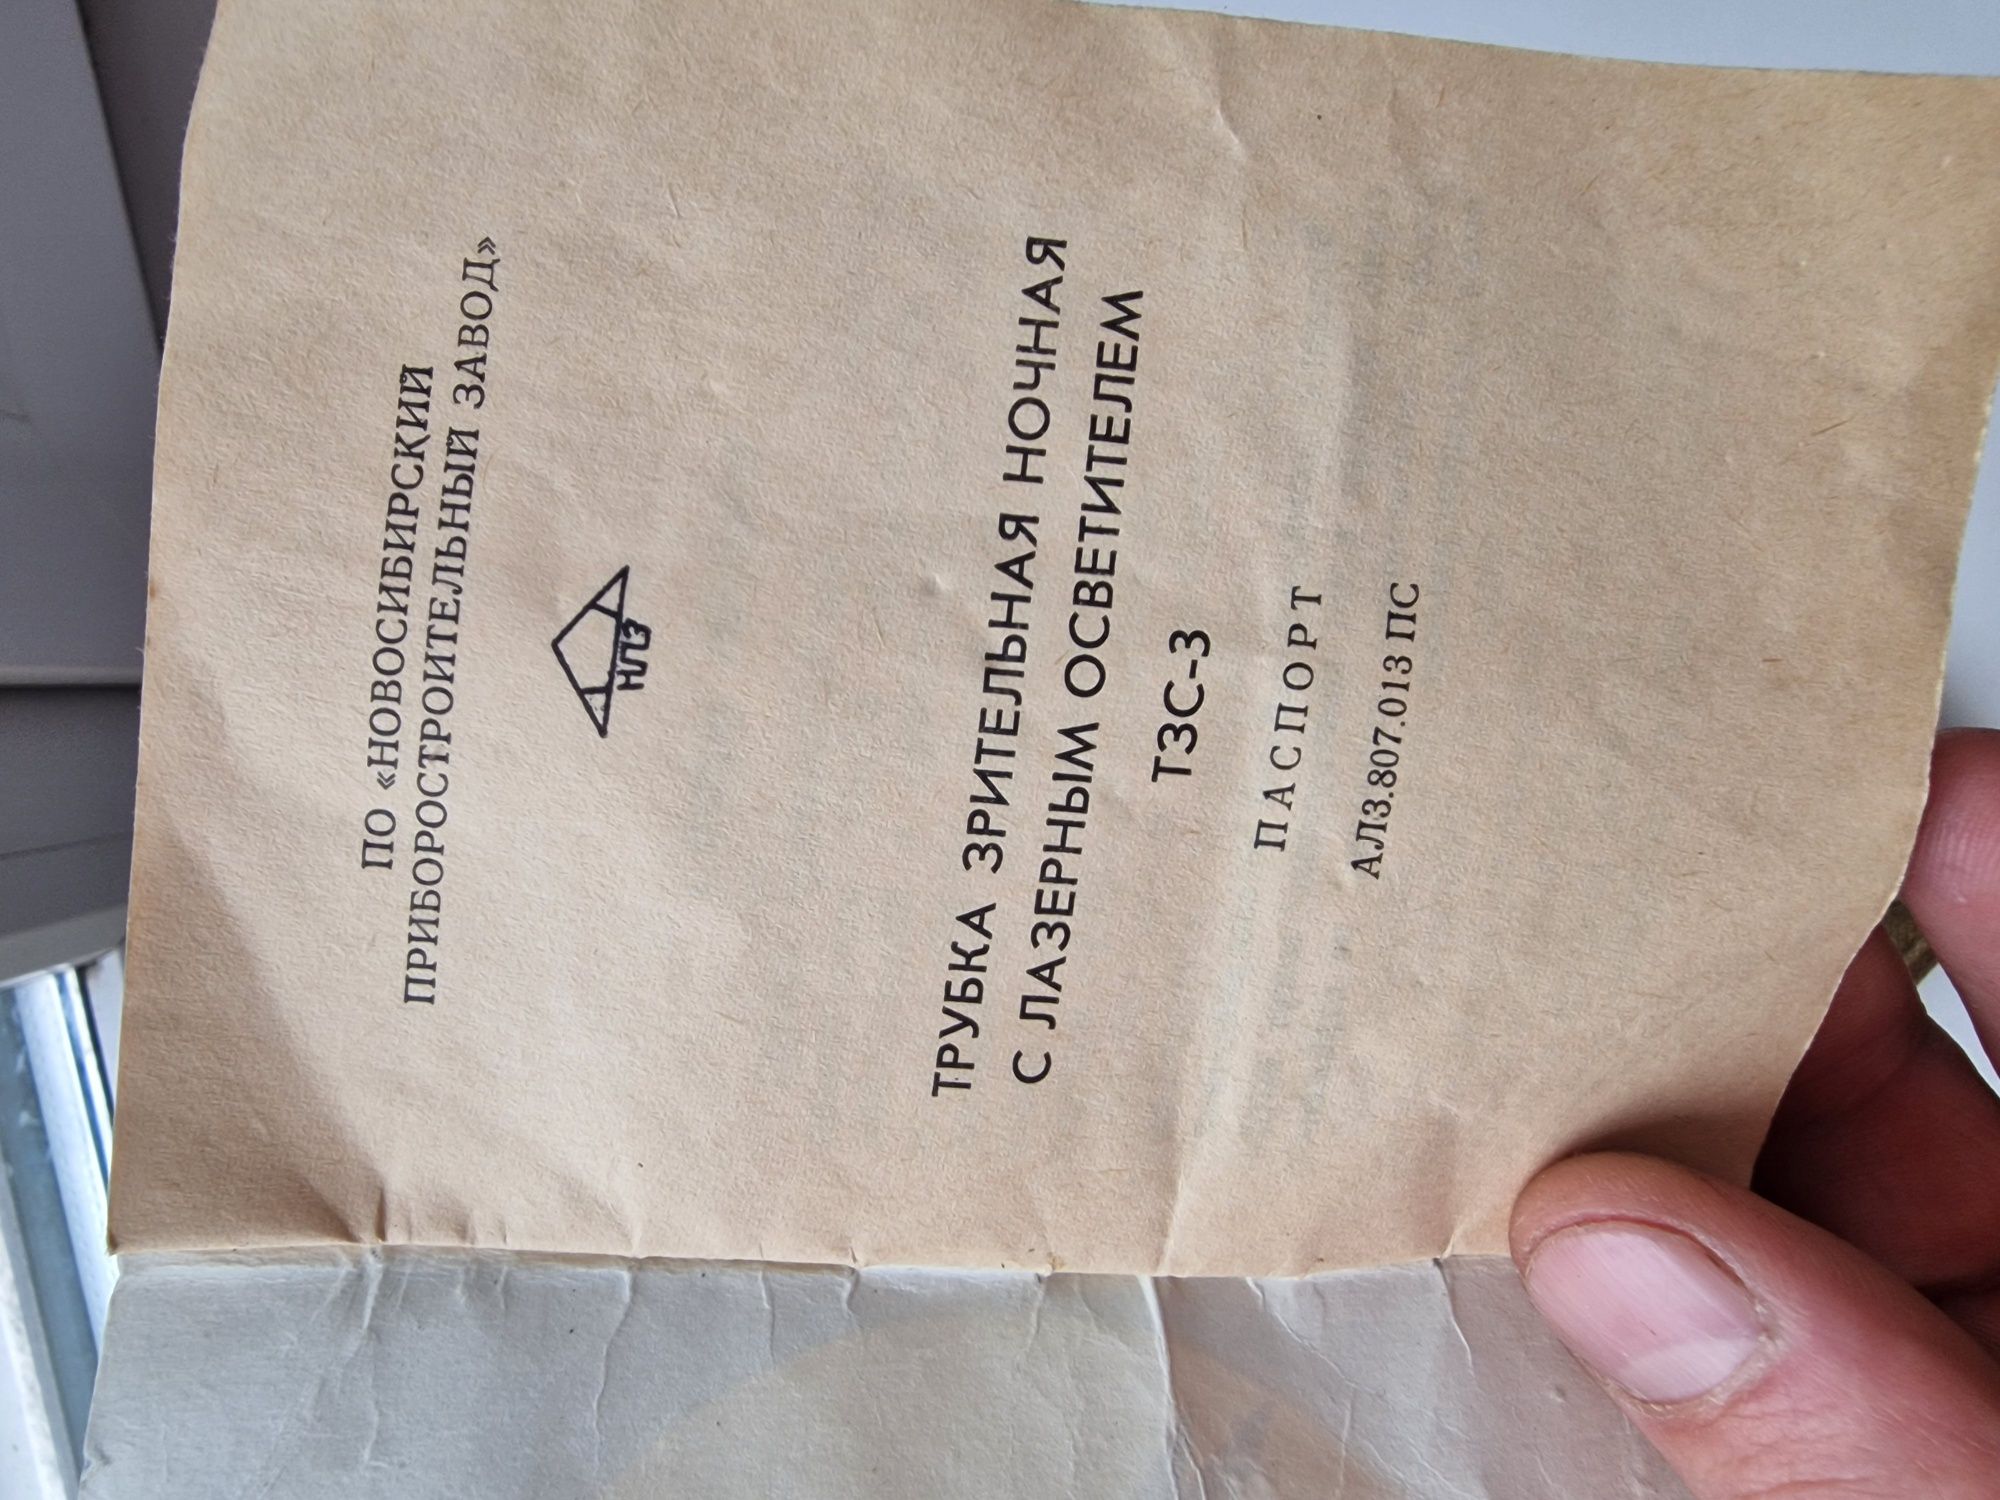 ПО «НОВОСИБИРСКИЙ
ПРИБОРОСТРОИТЕЛЬНЫЙ ЗАВОД»
НПЗ
ТРУБКА ЗРИТЕЛЬНАЯ НОЧНАЯ
С ЛАЗЕРНЫМ ОСВЕТИТЕЛЕМ
ТЗС-3
ПАСПОРТ
АЛ3.807.013 ПС